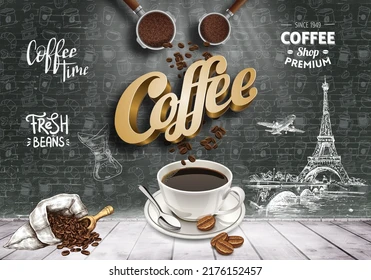 Coffee
TIME
SINCE 1949
COFFEE
Shop
PREMIUM
Coffee
FRESH
BEANS
shutterstock.com · 2176152457